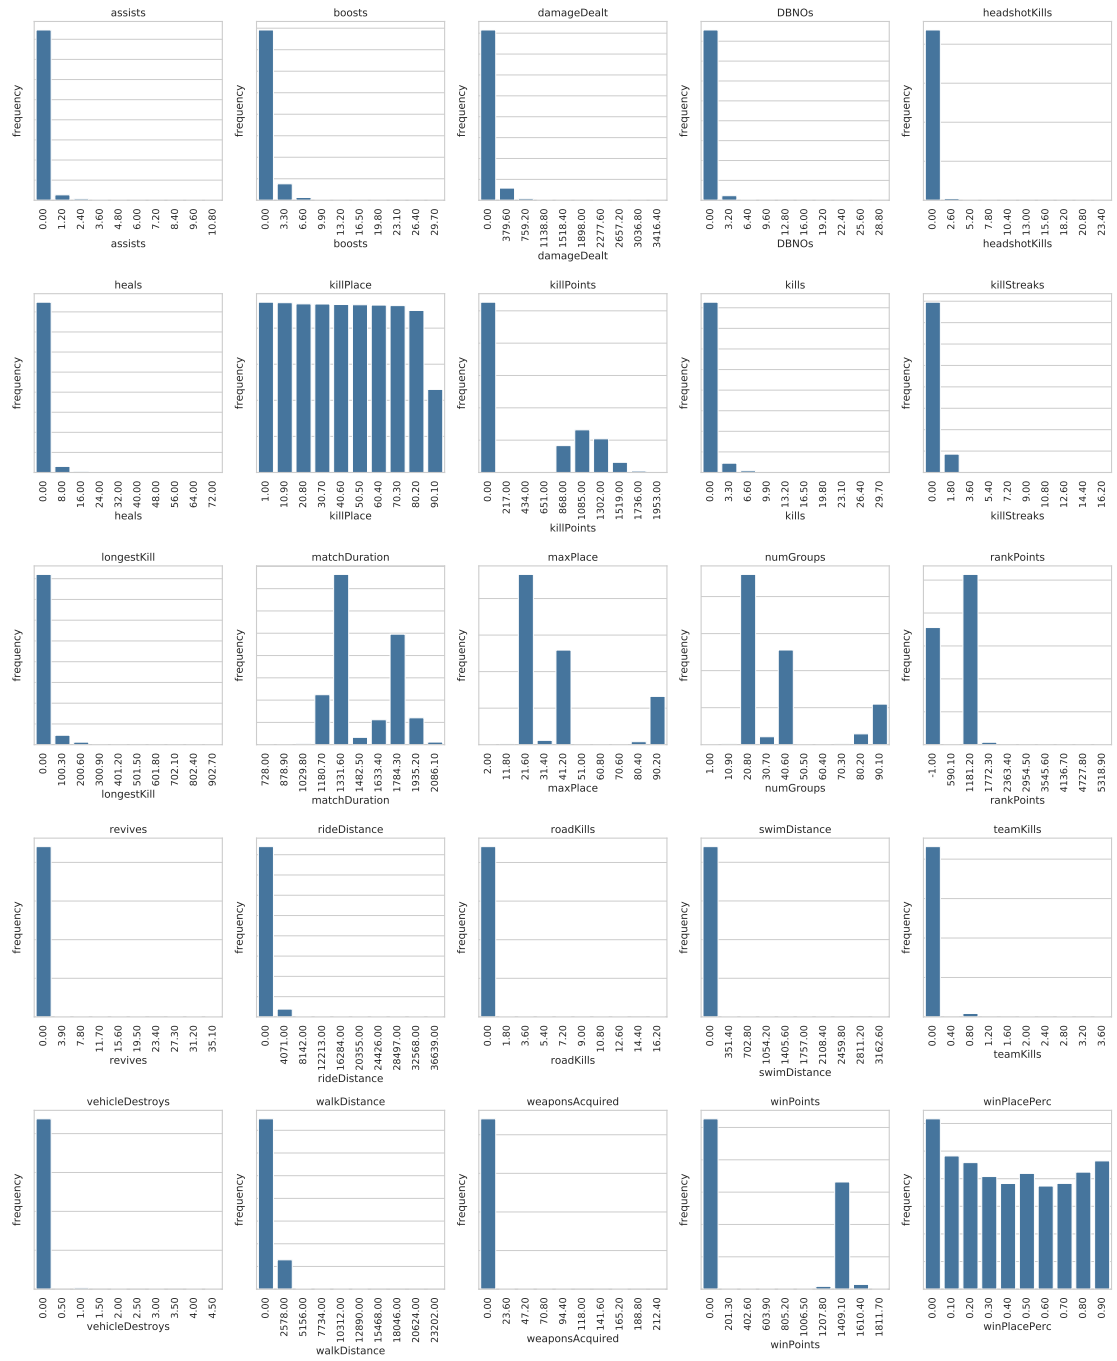 assists
frequency
0.00 1.20 2.40 3.60 4.80 6.00 7.20 8.40 9.60 10.80
assists
boosts
frequency
0.00 3.30 6.60 9.90 13.20 16.50 19.80 23.10 26.40 29.70
boosts
damageDealt
frequency
0.00 379.60 759.20 1138.80 1518.40 1898.00 2277.60 2657.20 3036.80 3416.40
damageDealt
DBNOs
frequency
0.00 3.20 6.40 9.60 12.80 16.00 19.20 22.40 25.60 28.80
DBNOs
headshotKills
frequency
0.00 2.60 5.20 7.80 10.40 13.00 15.60 18.20 20.80 23.40
headshotKills
heals
frequency
0.00 8.00 16.00 24.00 32.00 40.00 48.00 56.00 64.00 72.00
heals
killPlace
frequency
1.00 10.90 20.80 30.70 40.60 50.50 60.40 70.30 80.20 90.10
killPlace
killPoints
frequency
0.00 217.00 434.00 651.00 868.00 1085.00 1302.00 1519.00 1736.00 1953.00
killPoints
kills
frequency
0.00 3.30 6.60 9.90 13.20 16.50 19.80 23.10 26.40 29.70
kills
killStreaks
frequency
0.00 1.80 3.60 5.40 7.20 9.00 10.80 12.60 14.40 16.20
killStreaks
longestKill
frequency
0.00 100.30 200.60 300.90 401.20 501.50 601.80 702.10 802.40 902.70
longestKill
matchDuration
frequency
728.00 878.90 1029.80 1180.70 1331.60 1482.50 1633.40 1784.30 1935.20 2086.10
matchDuration
maxPlace
frequency
2.00 11.80 21.60 31.40 41.20 51.00 60.80 70.60 80.40 90.20
maxPlace
numGroups
frequency
1.00 10.90 20.80 30.70 40.60 50.50 60.40 70.30 80.20 90.10
numGroups
rankPoints
frequency
-1.00 590.10 1181.20 1772.30 2363.40 2954.50 3545.60 4136.70 4727.80 5318.90
rankPoints
revives
frequency
0.00 3.90 7.80 11.70 15.60 19.50 23.40 27.30 31.20 35.10
revives
rideDistance
frequency
0.00 4071.00 8142.00 12213.00 16284.00 20355.00 24426.00 28497.00 32568.00 36639.00
rideDistance
roadKills
frequency
0.00 1.80 3.60 5.40 7.20 9.00 10.80 12.60 14.40 16.20
roadKills
swimDistance
frequency
0.00 351.40 702.80 1054.20 1405.60 1757.00 2108.40 2459.80 2811.20 3162.60
swimDistance
teamKills
frequency
0.00 0.40 0.80 1.20 1.60 2.00 2.40 2.80 3.20 3.60
teamKills
vehicleDestroys
frequency
0.00 0.50 1.00 1.50 2.00 2.50 3.00 3.50 4.00 4.50
vehicleDestroys
walkDistance
frequency
0.00 2578.00 5156.00 7734.00 10312.00 12890.00 15468.00 18046.00 20624.00 23202.00
walkDistance
weaponsAcquired
frequency
0.00 23.60 47.20 70.80 94.40 118.00 141.60 165.20 188.80 212.40
weaponsAcquired
winPoints
frequency
0.00 201.30 402.60 603.90 805.20 1006.50 1207.80 1409.10 1610.40 1811.70
winPoints
winPlacePerc
frequency
0.00 0.10 0.20 0.30 0.40 0.50 0.60 0.70 0.80 0.90
winPlacePerc